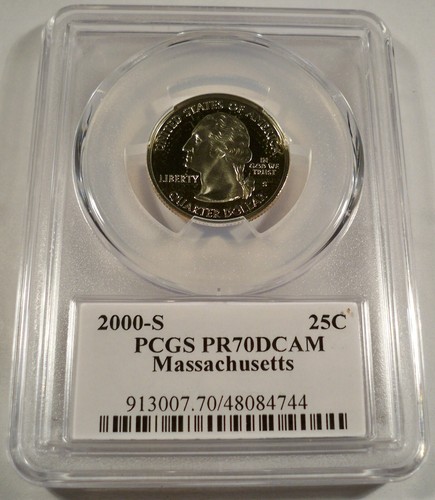 UNITED STATES OF AMERICA
LIBERTY
IN
GOD WE
TRUST
S
QUARTER DOLLAR
2000-S 25C
PCGS PR70DCAM
Massachusetts
913007.70/48084744